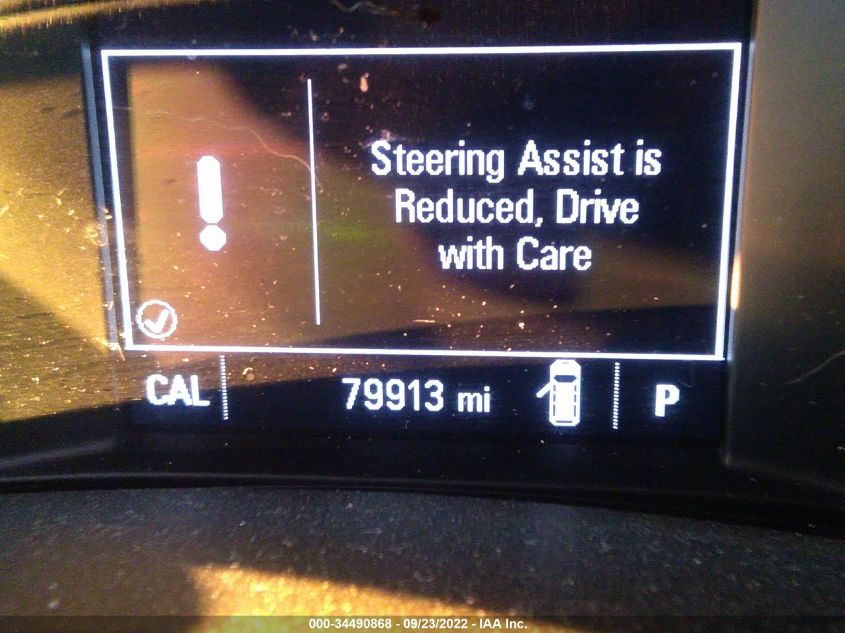 Steering Assist is
Reduced, Drive
with Care
CAL 79913 mi P
000-34490868 - 09/23/2022 - IAA Inc.